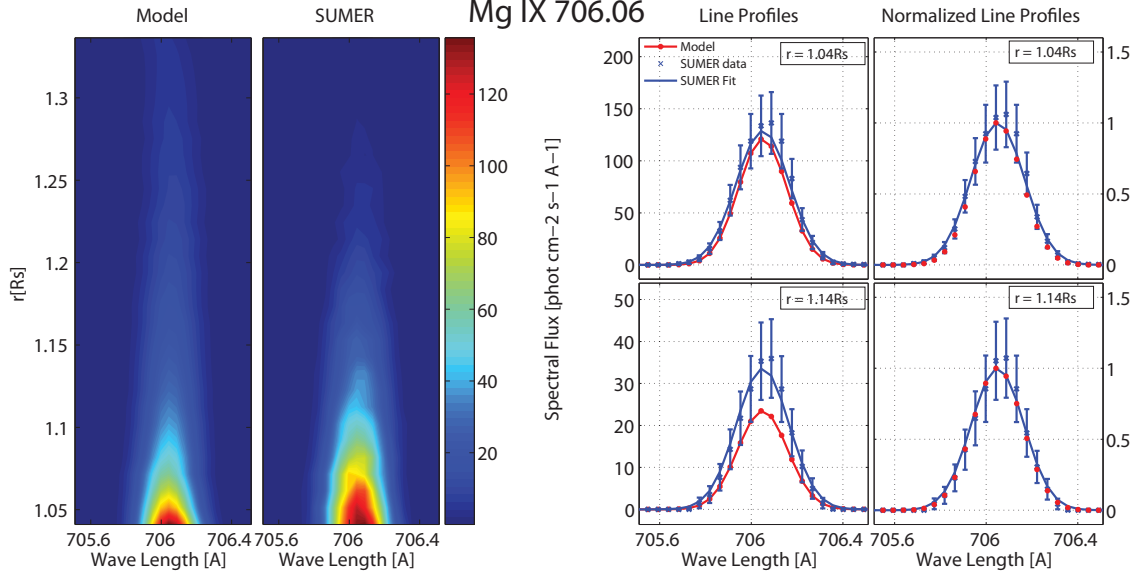 Mg IX 706.06
Model
SUMER
Line Profiles
Normalized Line Profiles
r[Rs]
1.3
1.25
1.2
1.15
1.1
1.05
705.6
706
706.4
Wave Length [A]
705.6
706
706.4
Wave Length [A]
120
100
80
60
40
20
Spectral Flux [phot cm−2 s−1 A−1]
200
150
100
50
0
Model
SUMER data
SUMER Fit
r = 1.04Rs
r = 1.04Rs
1.5
1
0.5
0
50
40
30
20
10
0
r = 1.14Rs
r = 1.14Rs
1.5
1
0.5
0
705.6
706
706.4
Wave Length [A]
705.6
706
706.4
Wave Length [A]